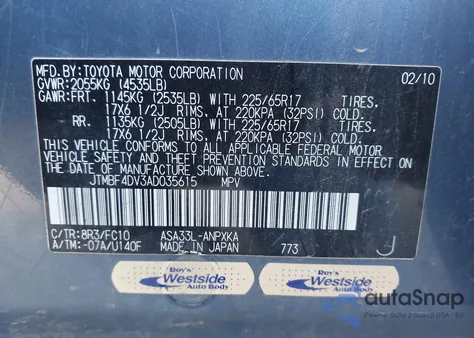 MFD.BY:TOYOTA MOTOR CORPORATION 02/10
GVWR:2055KG (4535LB)
GAWR:FRT. 1145KG (2535LB) WITH 225/65R17 TIRES.
17X6 1/2J RIMS, AT 220KPA (32PSI) COLD.
RR. 1135KG (2505LB) WITH 225/65R17 TIRES.
17X6 1/2J RIMS, AT 220KPA (32PSI) COLD.
THIS VEHICLE CONFORMS TO ALL APPLICABLE FEDERAL MOTOR
VEHICLE SAFETY AND THEFT PREVENTION STANDARDS IN EFFECT ON THE
DATE OF MANUFACTURE SHOWN ABOVE.
JTMBF4DV3AD035615 MPV
C/TR:8R3/FC10 ASA33L-ANPXKA
A/TM:-07A/U140F MADE IN JAPAN 773 J
Roy's Westside Auto Body
Roy's Westside Auto Body
autoSnap